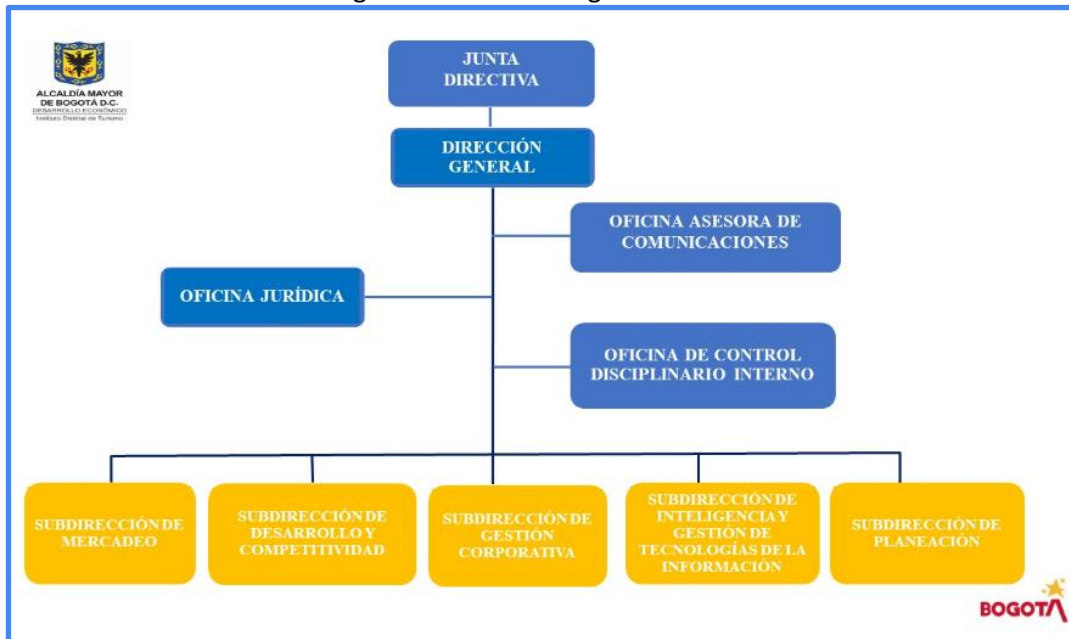 ALCALDÍA MAYOR
DE BOGOTÁ D.C.
DESARROLLO ECONÓMICO
Instituto Distrital de Turismo
JUNTA
DIRECTIVA
DIRECCIÓN
GENERAL
OFICINA ASESORA DE
COMUNICACIONES
OFICINA JURÍDICA
OFICINA DE CONTROL
DISCIPLINARIO INTERNO
SUBDIRECCIÓN DE
MERCADEO
SUBDIRECCIÓN DE
DESARROLLO Y
COMPETITIVIDAD
SUBDIRECCIÓN DE
GESTIÓN
CORPORATIVA
SUBDIRECCIÓN DE
INTELIGENCIA Y
GESTIÓN DE
TECNOLOGÍAS DE LA
INFORMACIÓN
SUBDIRECCIÓN DE
PLANEACIÓN
BOGOTÁ